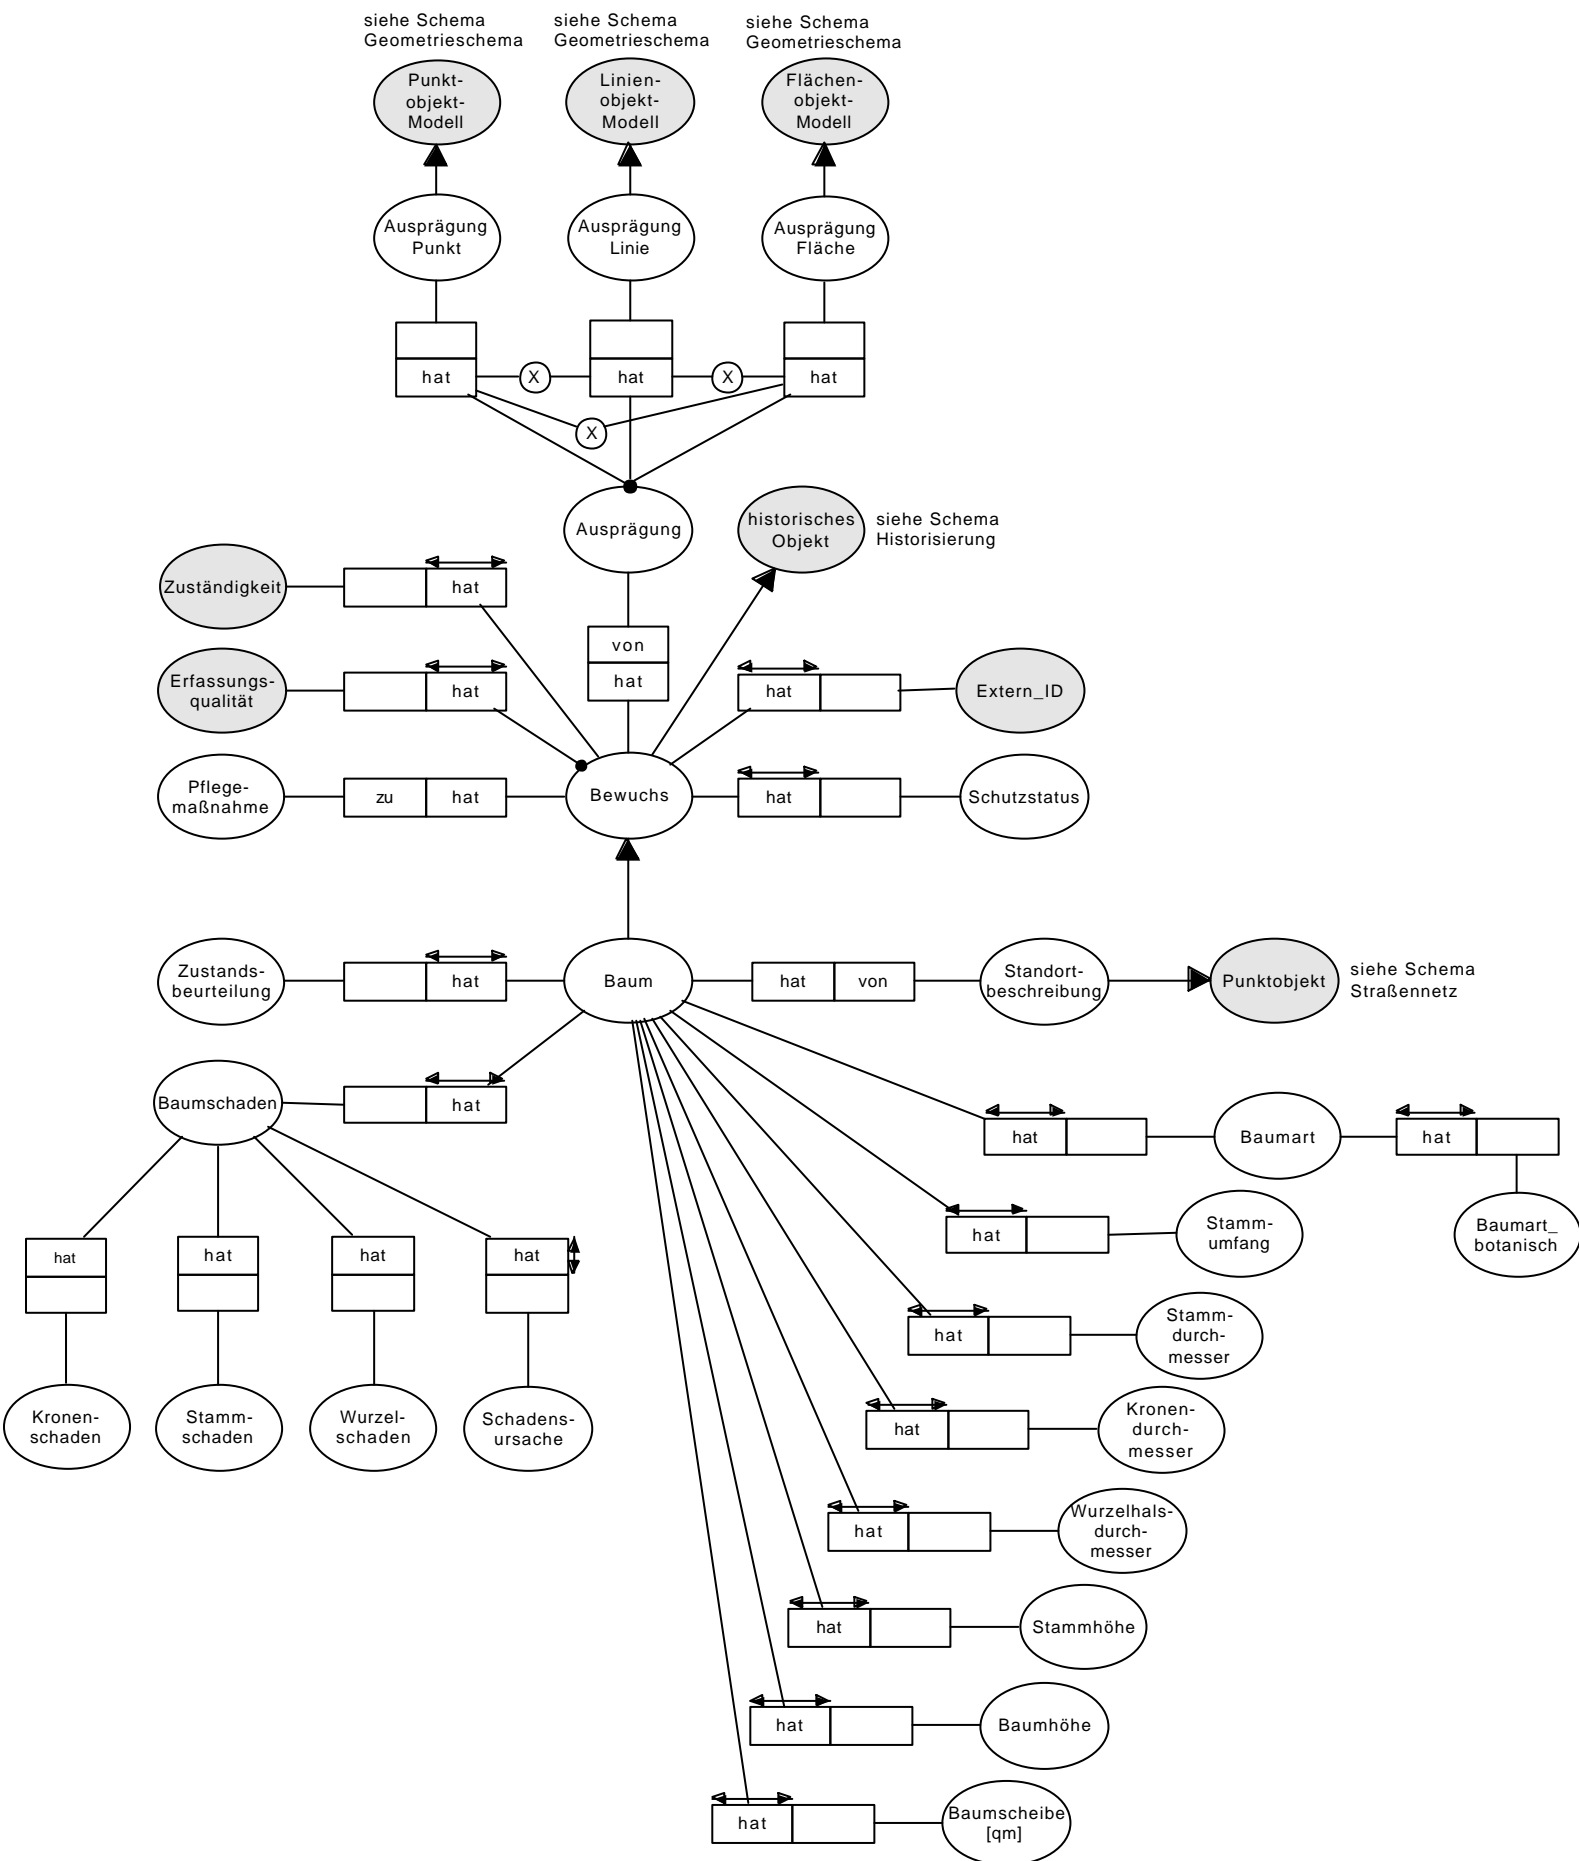 siehe Schema
Geometrieschema
siehe Schema
Geometrieschema
siehe Schema
Geometrieschema
Punkt-
objekt-
Modell
Linien-
objekt-
Modell
Flächen-
objekt-
Modell
Ausprägung
Punkt
Ausprägung
Linie
Ausprägung
Fläche
hat
X
hat
X
hat
X
Ausprägung
historisches
Objekt
siehe Schema
Historisierung
Zuständigkeit
hat
von
hat
Erfassungs-
qualität
hat
hat
Extern_ID
Pflege-
maßnahme
zu
hat
Bewuchs
hat
Schutzstatus
Zustands-
beurteilung
hat
Baum
hat
von
Standort-
beschreibung
Punktobjekt
siehe Schema
Straßennetz
Baumschaden
hat
hat
Baumart
hat
Baumart_
botanisch
hat
Stamm-
umfang
hat
hat
hat
hat
Kronen-
schaden
Stamm-
schaden
Wurzel-
schaden
Schadens-
ursache
hat
Stamm-
durch-
messer
hat
Kronen-
durch-
messer
hat
Wurzelhals-
durch-
messer
hat
Stammhöhe
hat
Baumhöhe
hat
Baumscheibe
[qm]